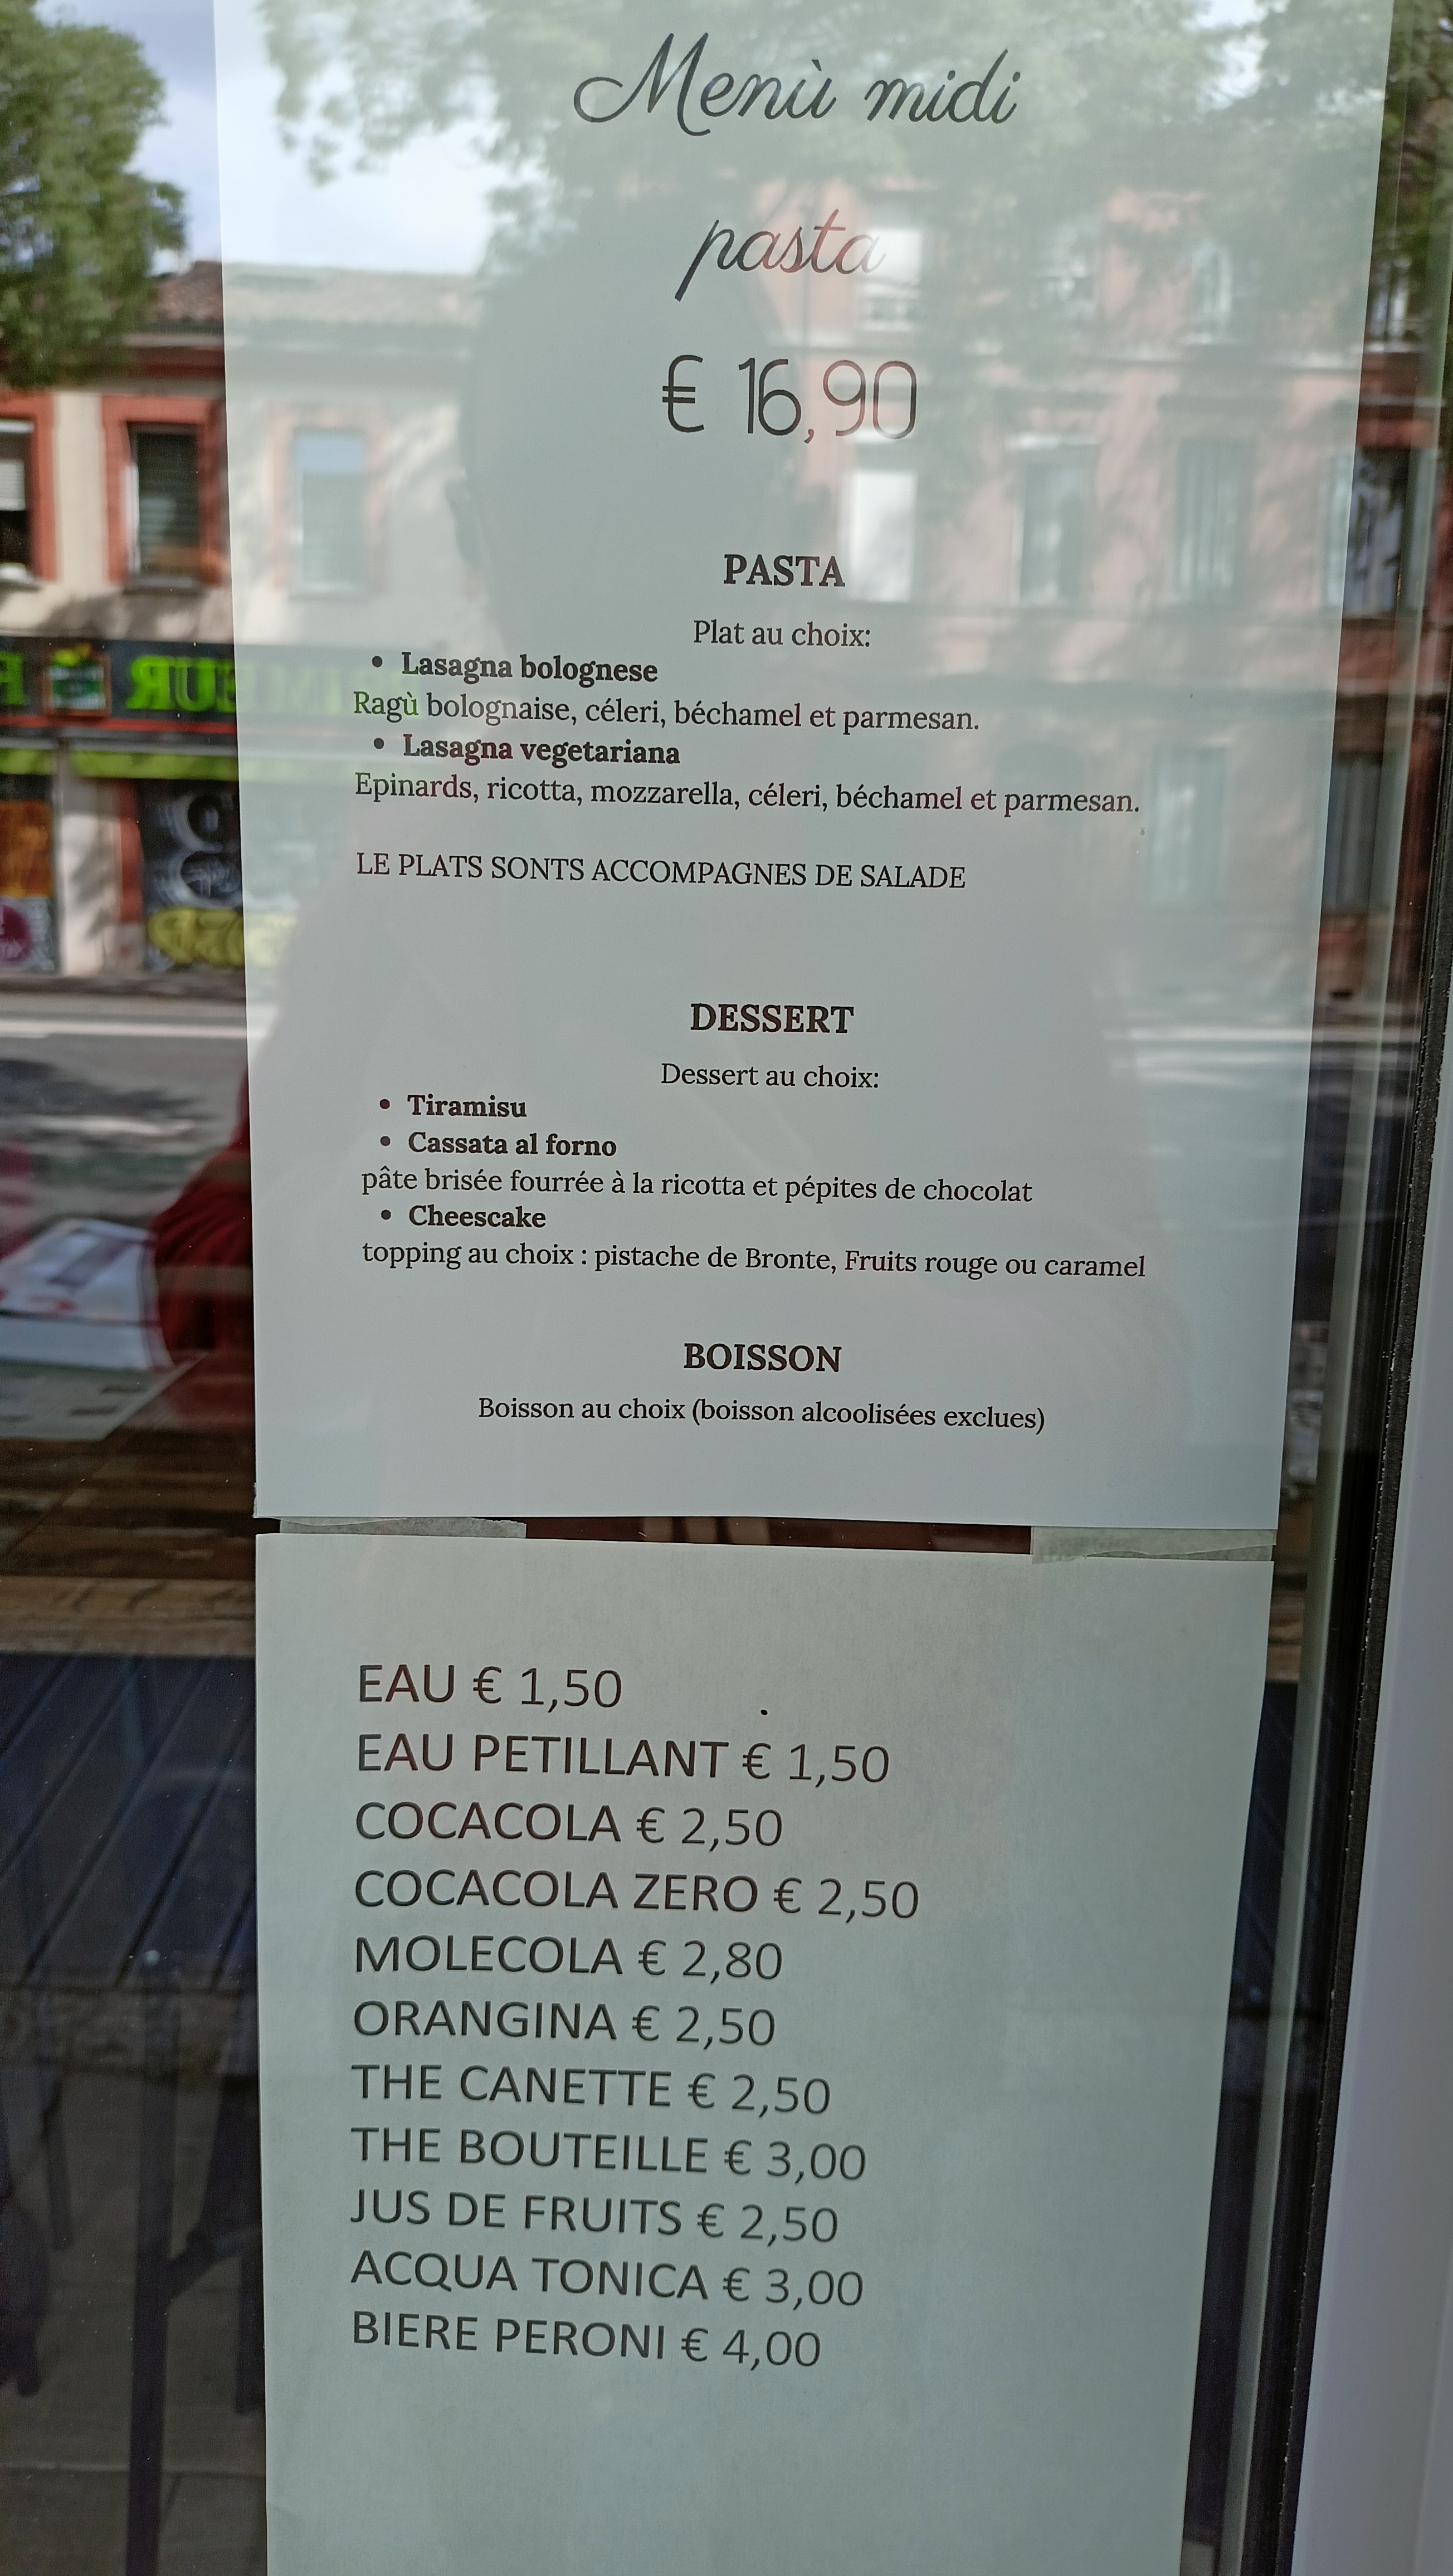 Menù midi
pasta
€ 16,90
PASTA
Plat au choix:
• Lasagna bolognese
Ragù bolognaise, céleri, béchamel et parmesan.
• Lasagna vegetariana
Epinards, ricotta, mozzarella, céleri, béchamel et parmesan.
LE PLATS SONTS ACCOMPAGNES DE SALADE
DESSERT
Dessert au choix:
• Tiramisu
• Cassata al forno
pâte brisée fourrée à la ricotta et pépites de chocolat
• Cheescake
topping au choix : pistache de Bronte, Fruits rouge ou caramel
BOISSON
Boisson au choix (boisson alcoolisées exclues)
EAU € 1,50
EAU PETILLANT € 1,50
COCACOLA € 2,50
COCACOLA ZERO € 2,50
MOLECOLA € 2,80
ORANGINA € 2,50
THE CANETTE € 2,50
THE BOUTEILLE € 3,00
JUS DE FRUITS € 2,50
ACQUA TONICA € 3,00
BIERE PERONI € 4,00